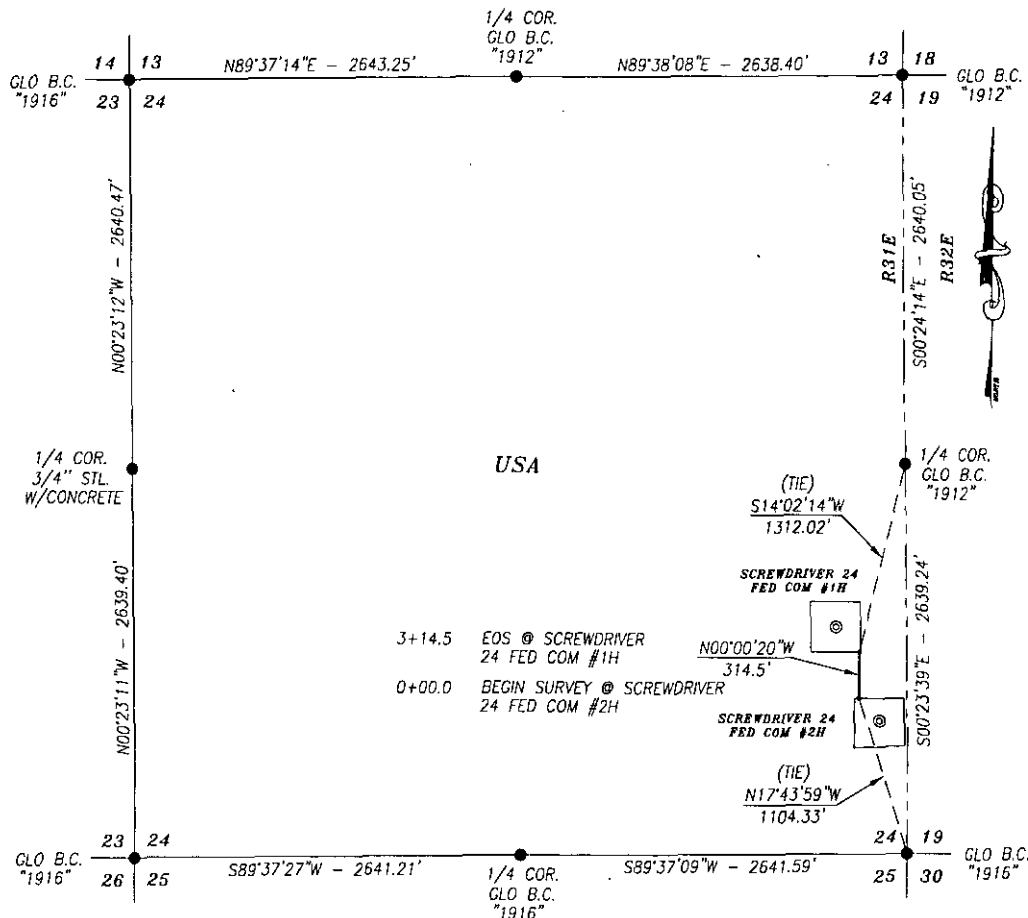 1/4 COR.
GLO B.C.
"1912"
14 13
N89°37'14"E - 2643.25'
N89°38'08"E - 2638.40'
13 18
GLO B.C.
"1916"
23 24
24 19
GLO B.C.
"1912"
N00°23'12"W - 2640.47'
R31E
R32E
S00°24'14"E - 2640.05'
NORTH
1/4 COR.
3/4" STL.
W/CONCRETE
USA
1/4 COR.
GLO B.C.
"1912"
(TIE)
S14°02'14"W
1312.02'
SCREWDRIVER 24
FED COM #1H
N00°23'11"W - 2639.40'
3+14.5 EOS @ SCREWDRIVER
24 FED COM #1H
N00°00'20"W
314.5'
0+00.0 BEGIN SURVEY @ SCREWDRIVER
24 FED COM #2H
S00°23'39"E - 2639.24'
SCREWDRIVER 24
FED COM #2H
(TIE)
N17°43'59"W
1104.33'
23 24
24 19
GLO B.C.
"1916"
26 25
S89°37'27"W - 2641.21'
1/4 COR.
GLO B.C.
"1916"
S89°37'09"W - 2641.59'
25 30
GLO B.C.
"1916"